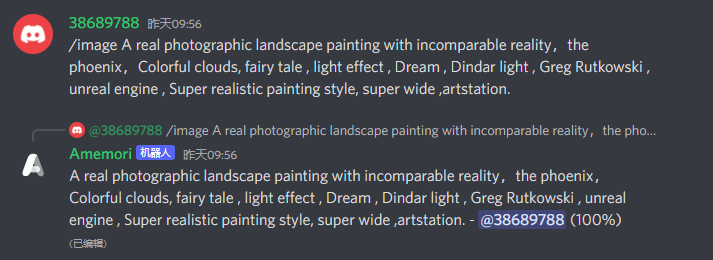 38689788 昨天09:56
/image A real photographic landscape painting with incomparable reality，the
phoenix， Colorful clouds, fairy tale , light effect , Dream , Dindar light , Greg Rutkowski ,
unreal engine , Super realistic painting style, super wide ,artstation.
@38689788 /image A real photographic landscape painting with incomparable reality，the pho...
Amemori 机器人 昨天09:56
A real photographic landscape painting with incomparable reality，the phoenix，
Colorful clouds, fairy tale , light effect , Dream , Dindar light , Greg Rutkowski , unreal
engine , Super realistic painting style, super wide ,artstation. - @38689788 (100%)
(已编辑)